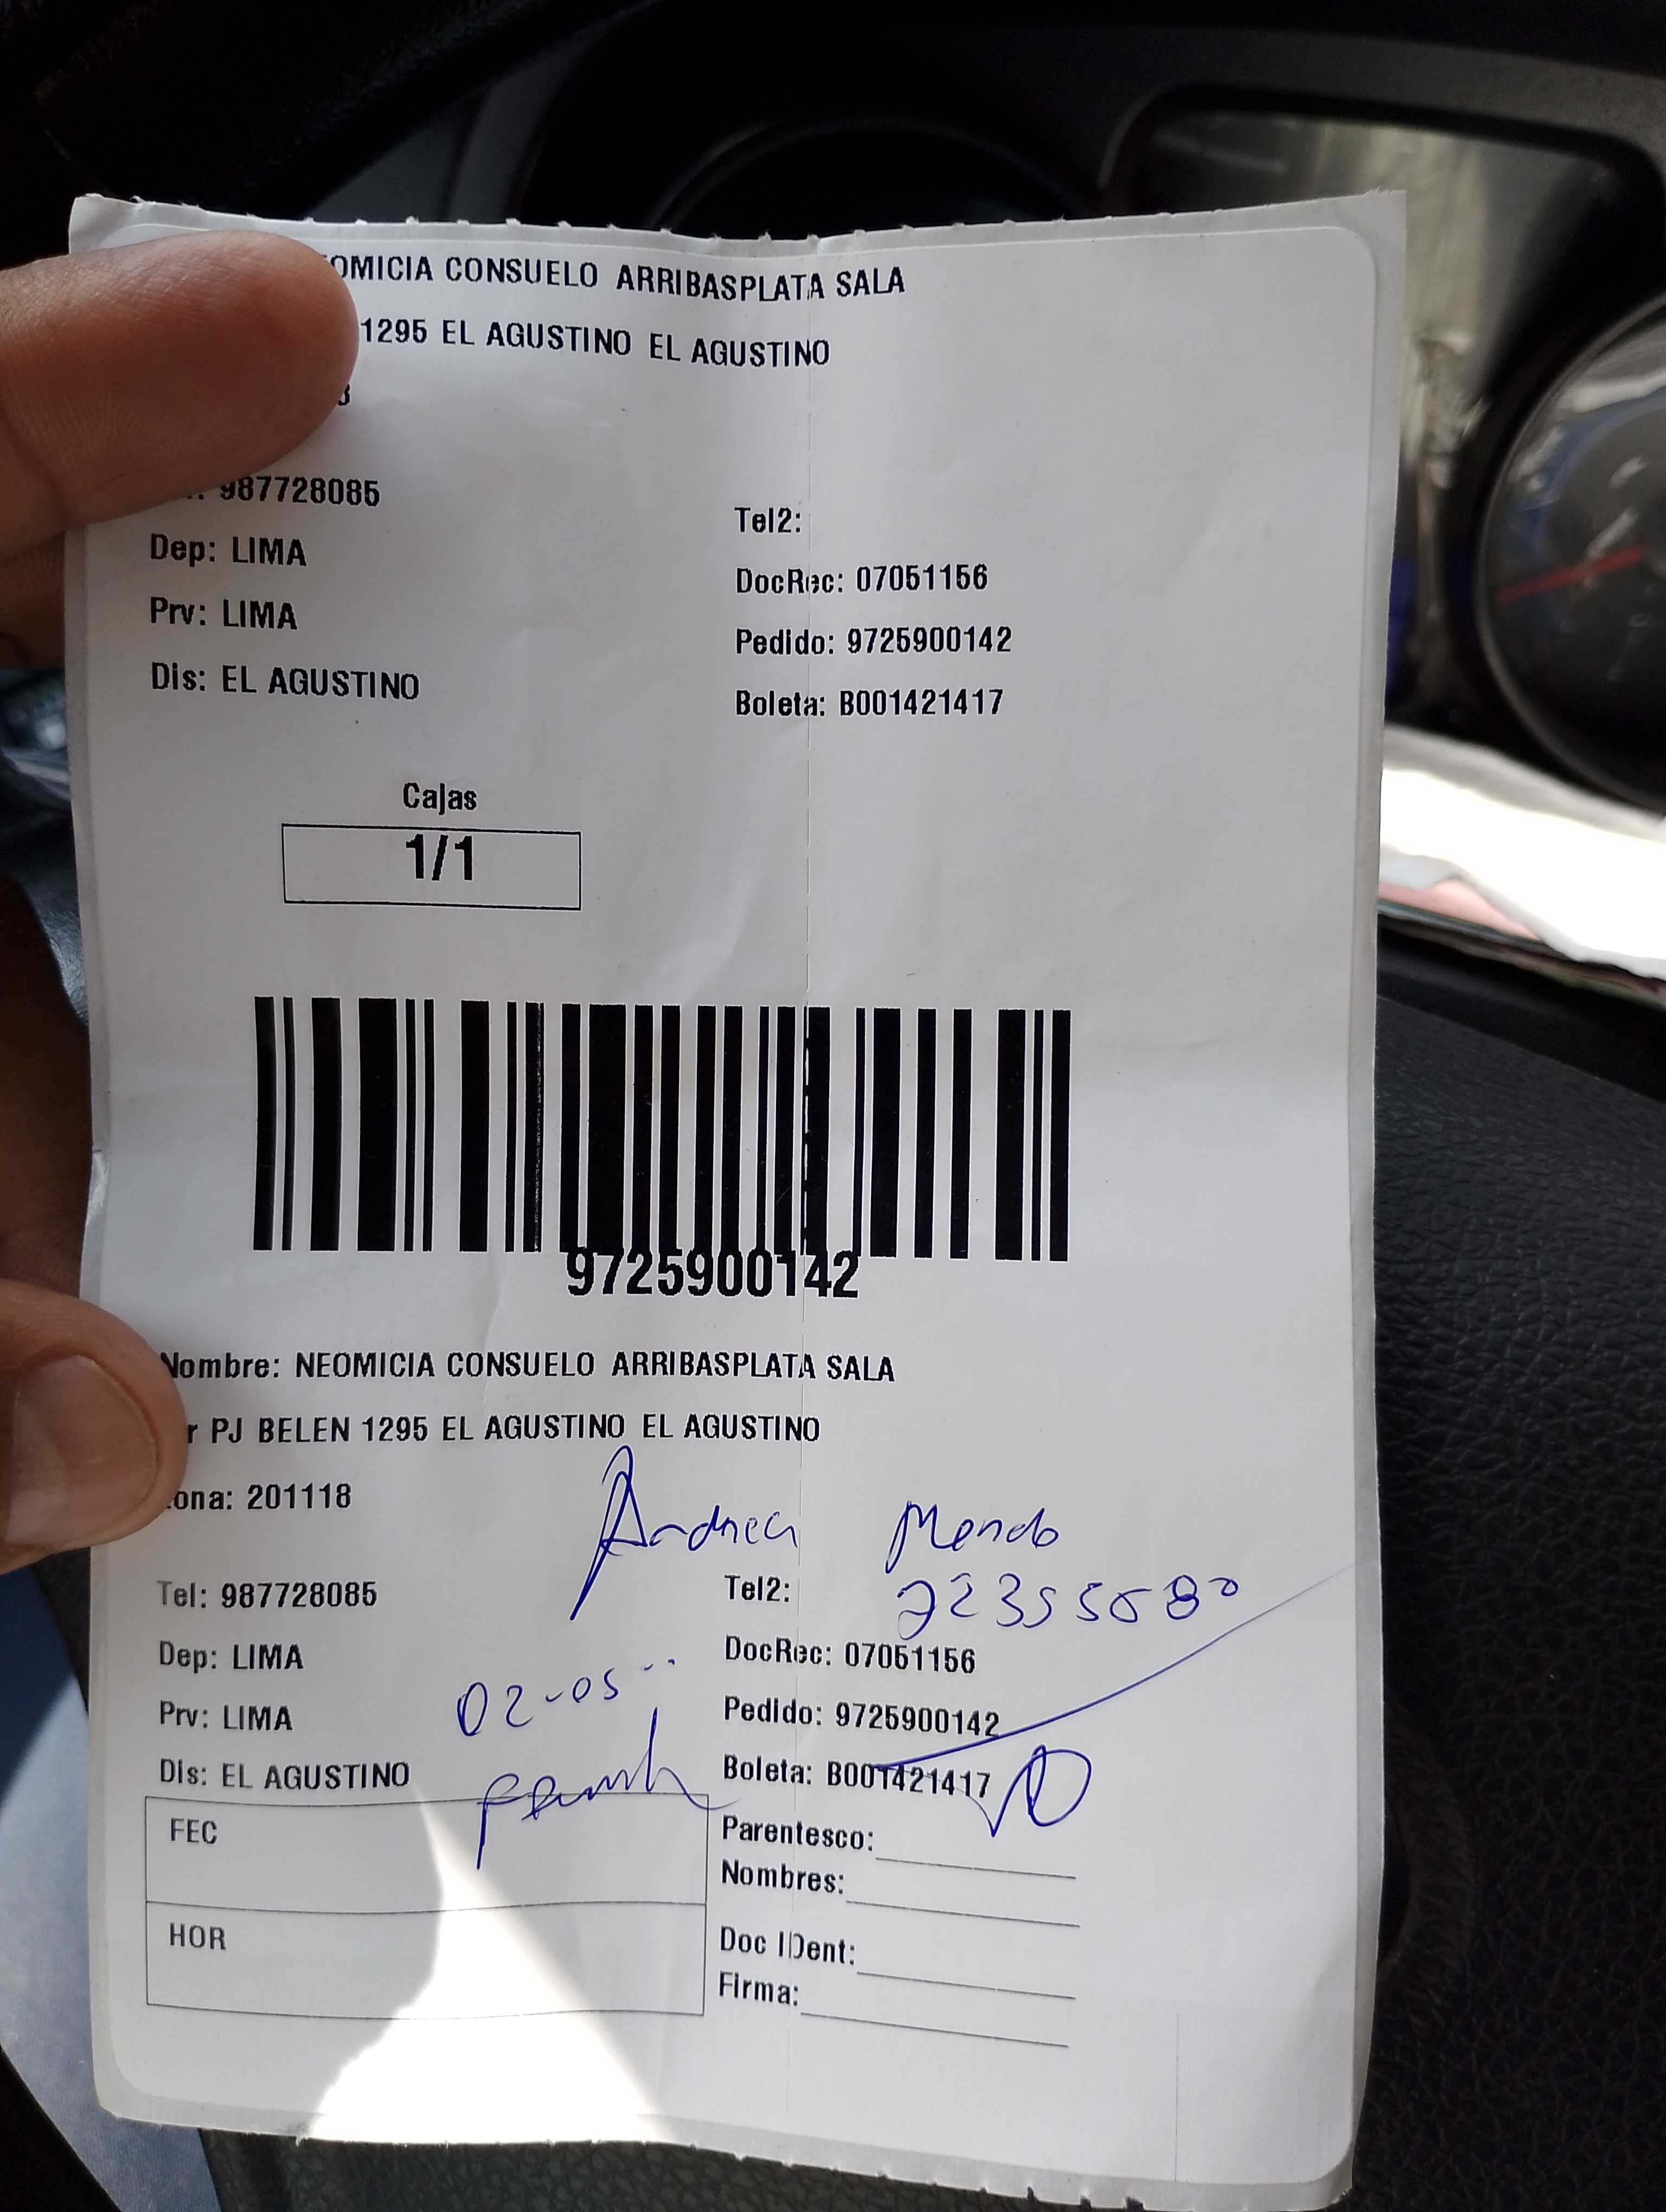 OMICIA CONSUELO ARRIBASPLATA SALA
1295 EL AGUSTINO EL AGUSTINO
987728085
Tel2:
Dep: LIMA
DocRec: 07051156
Prv: LIMA
Pedido: 9725900142
Dis: EL AGUSTINO
Boleta: B001421417
Cajas
1/1
9725900142
Nombre: NEOMICIA CONSUELO ARRIBASPLATA SALA
r PJ BELEN 1295 EL AGUSTINO EL AGUSTINO
ona: 201118
Andrea Mendo
Tel: 987728085
Tel2:
Dep: LIMA
DocRec: 07051156
02-05
Prv: LIMA
Pedido: 9725900142
Dis: EL AGUSTINO
Boleta: B001421417
FEC
Parentesco:
Nombres:
HOR
Doc IDent:
Firma: